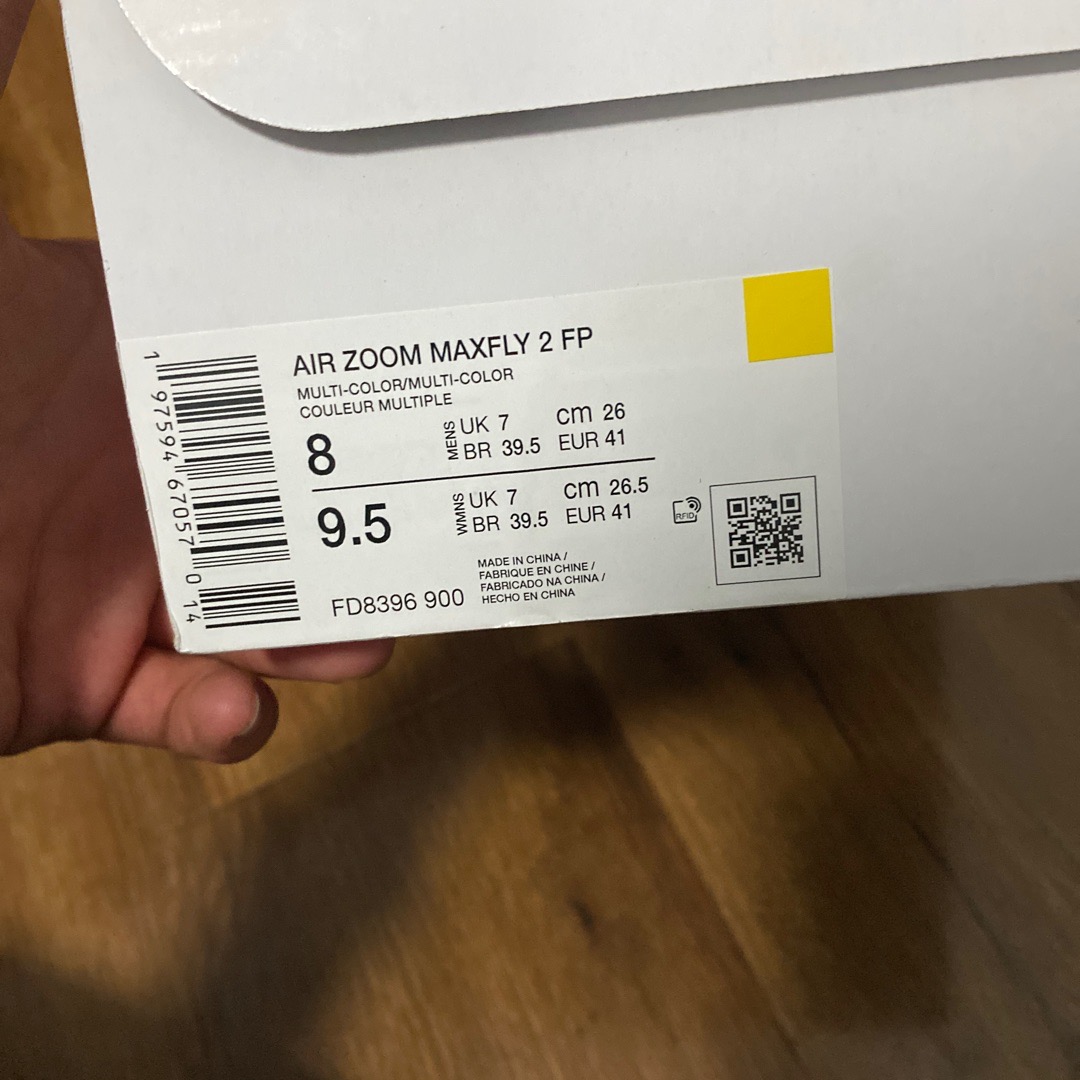 AIR ZOOM MAXFLY 2 FP
MULTI-COLOR/MULTI-COLOR
COULEUR MULTIPLE
8 MENS UK 7 cm 26
BR 39.5 EUR 41
9.5 WMNS UK 7 cm 26.5
BR 39.5 EUR 41
RFID
MADE IN CHINA /
FABRIQUE EN CHINE /
FABRICADO NA CHINA /
HECHO EN CHINA
FD8396 900
1 97594 67057 0 14